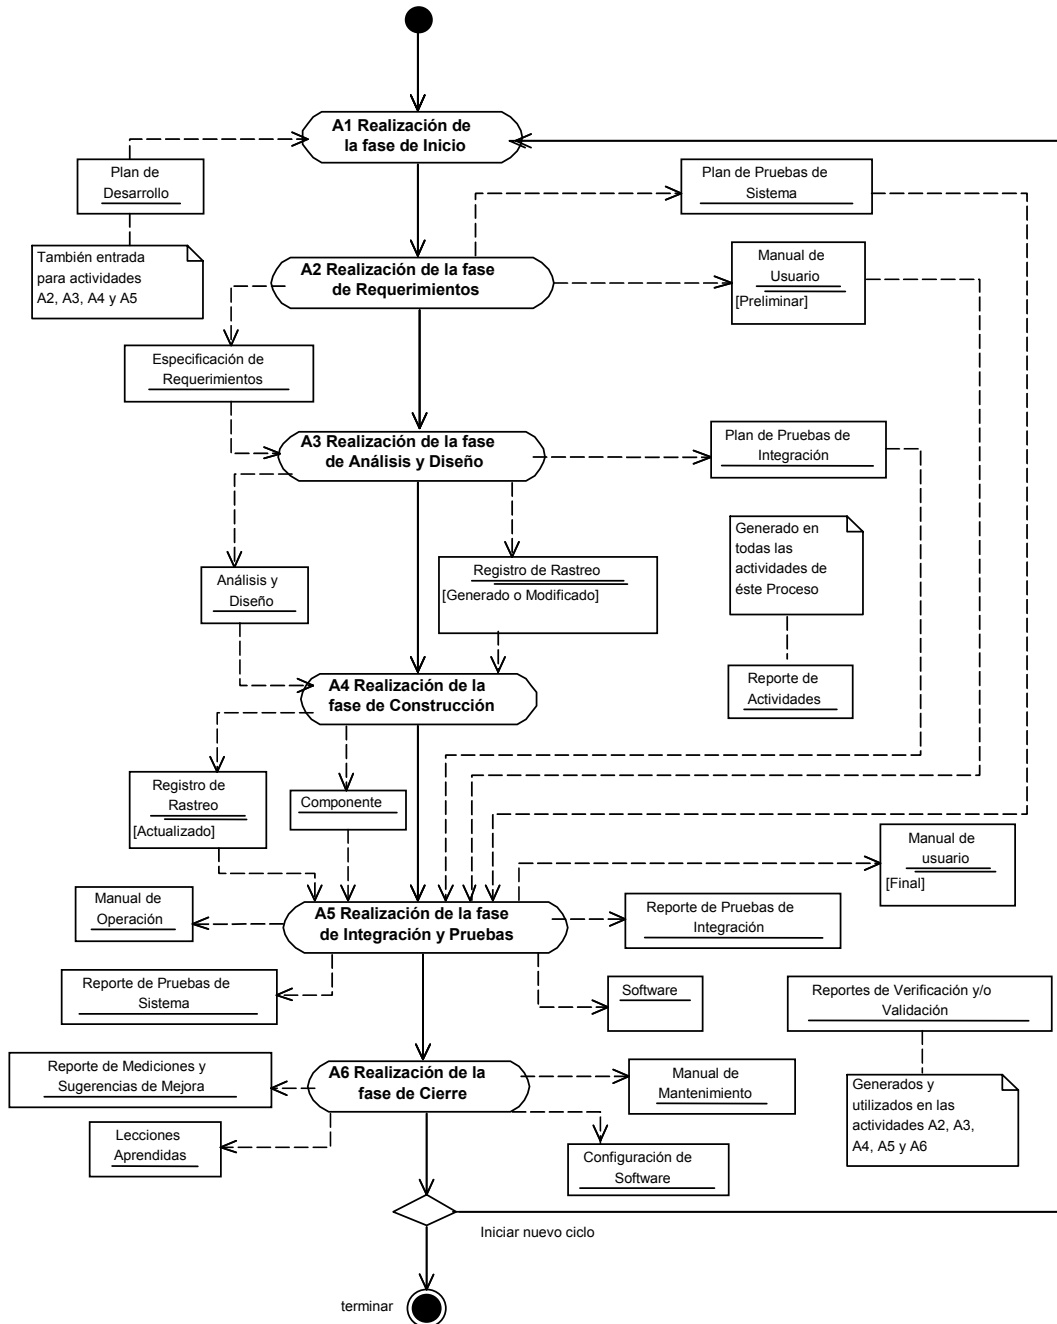 A1 Realización de
la fase de Inicio
Plan de
Desarrollo
También entrada
para actividades
A2, A3, A4 y A5
Plan de Pruebas de
Sistema
A2 Realización de la fase
de Requerimientos
Manual de
Usuario
[Preliminar]
Especificación de
Requerimientos
A3 Realización de la fase
de Análisis y Diseño
Plan de Pruebas de
Integración
Análisis y
Diseño
Registro de Rastreo
[Generado o Modificado]
Generado en
todas las
actividades de
éste Proceso
Reporte de
Actividades
A4 Realización de la
fase de Construcción
Registro de
Rastreo
[Actualizado]
Componente
Manual de
usuario
[Final]
Manual de
Operación
A5 Realización de la fase
de Integración y Pruebas
Reporte de Pruebas de
Integración
Reporte de Pruebas de
Sistema
Software
Reportes de Verificación y/o
Validación
Reporte de Mediciones y
Sugerencias de Mejora
A6 Realización de la
fase de Cierre
Manual de
Mantenimiento
Generados y
utilizados en las
actividades A2, A3,
A4, A5 y A6
Lecciones
Aprendidas
Configuración de
Software
Iniciar nuevo ciclo
terminar